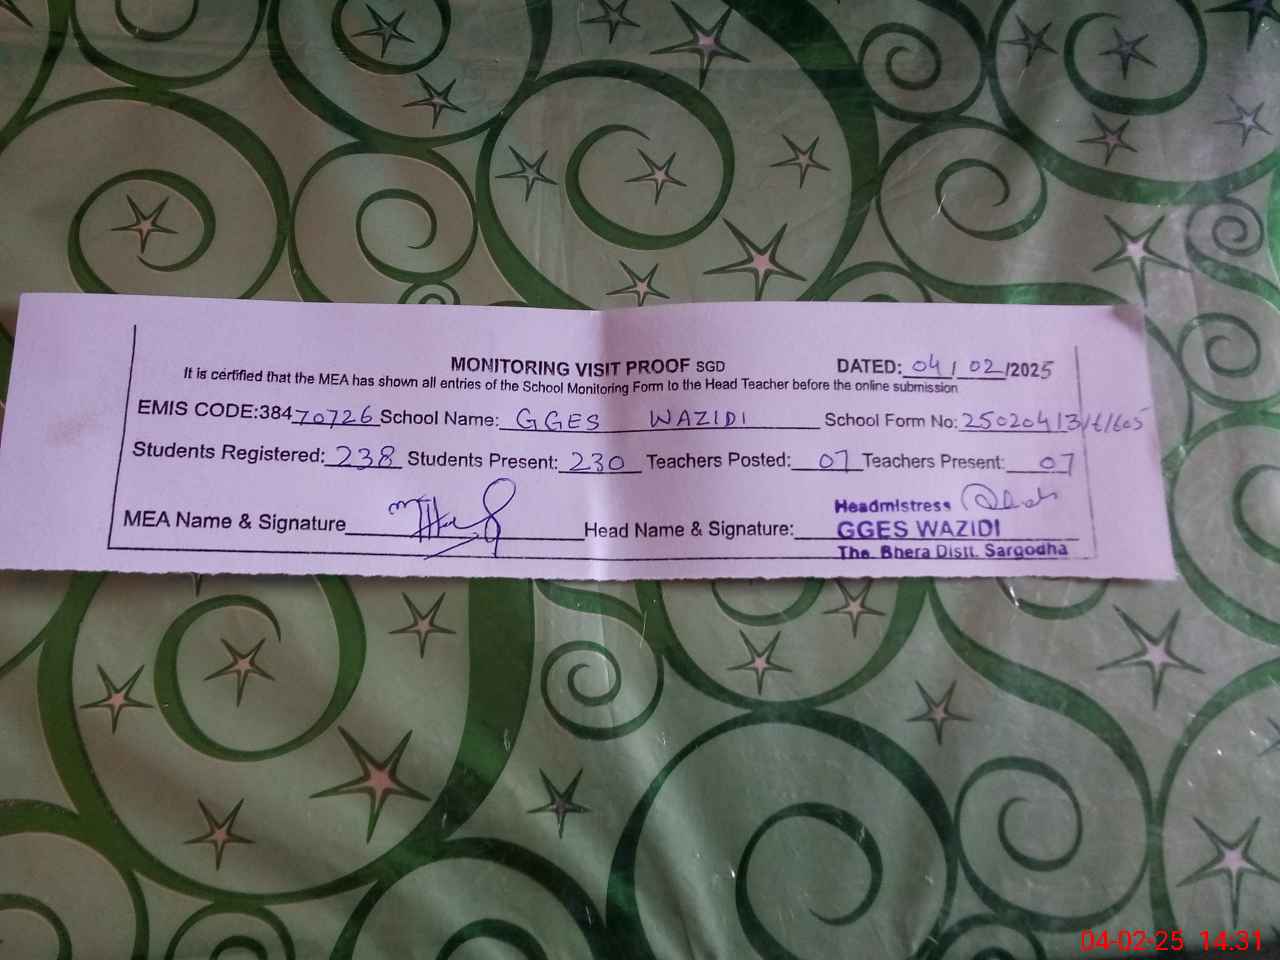 MONITORING VISIT PROOF SGD DATED: 04/02/2025
It is certified that the MEA has shown all entries of the School Monitoring Form to the Head Teacher before the online submission
EMIS CODE:38470726 School Name: GGES WAZIDI School Form No:
Students Registered: 238 Students Present: 230 Teachers Posted: 07 Teachers Present: 07
MEA Name & Signature Head Name & Signature:
Headmistress
GGES WAZIDI
The. Bhera Distt. Sargodha
04-02-25 14:31